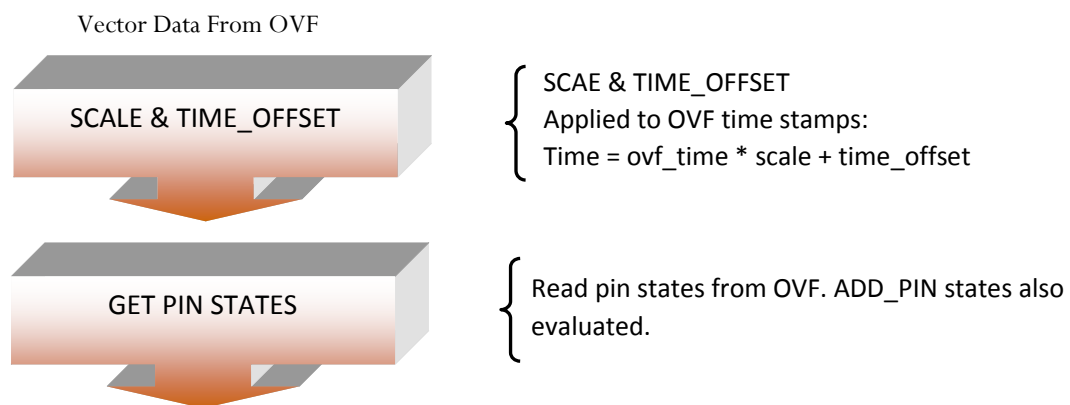 Vector Data From OVF
SCALE & TIME_OFFSET
SCAE & TIME_OFFSET
Applied to OVF time stamps:
Time = ovf_time * scale + time_offset
GET PIN STATES
Read pin states from OVF. ADD_PIN states also
evaluated.